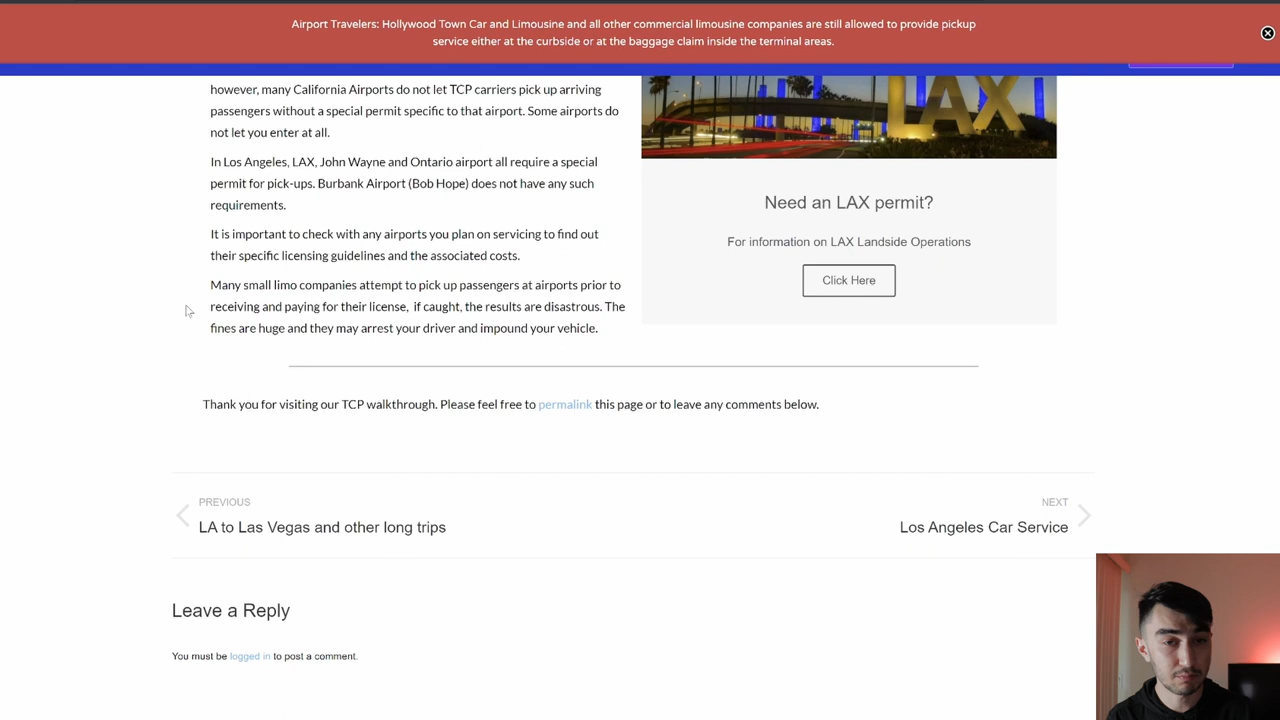 Airport Travelers: Hollywood Town Car and Limousine and all other commercial limousine companies are still allowed to provide pickup
service either at the curbside or at the baggage claim inside the terminal areas.
however, many California Airports do not let TCP carriers pick up arriving
passengers without a special permit specific to that airport. Some airports do
not let you enter at all.
In Los Angeles, LAX, John Wayne and Ontario airport all require a special
permit for pick-ups. Burbank Airport (Bob Hope) does not have any such
requirements.
It is important to check with any airports you plan on servicing to find out
their specific licensing guidelines and the associated costs.
Many small limo companies attempt to pick up passengers at airports prior to
receiving and paying for their license, if caught, the results are disastrous. The
fines are huge and they may arrest your driver and impound your vehicle.
LAX
Need an LAX permit?
For information on LAX Landside Operations
Click Here
Thank you for visiting our TCP walkthrough. Please feel free to permalink this page or to leave any comments below.
PREVIOUS
LA to Las Vegas and other long trips
NEXT
Los Angeles Car Service
Leave a Reply
You must be logged in to post a comment.